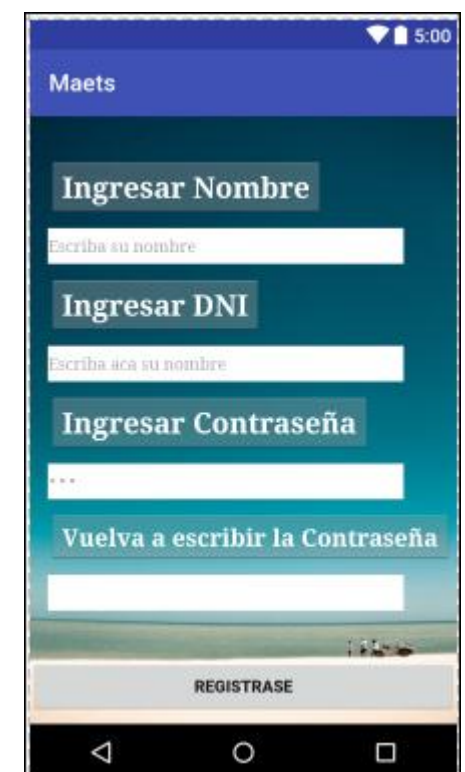 5:00
Maets
Ingresar Nombre
Escriba su nombre
Ingresar DNI
Escriba aca su nombre
Ingresar Contraseña
...
Vuelva a escribir la Contraseña
REGISTRASE